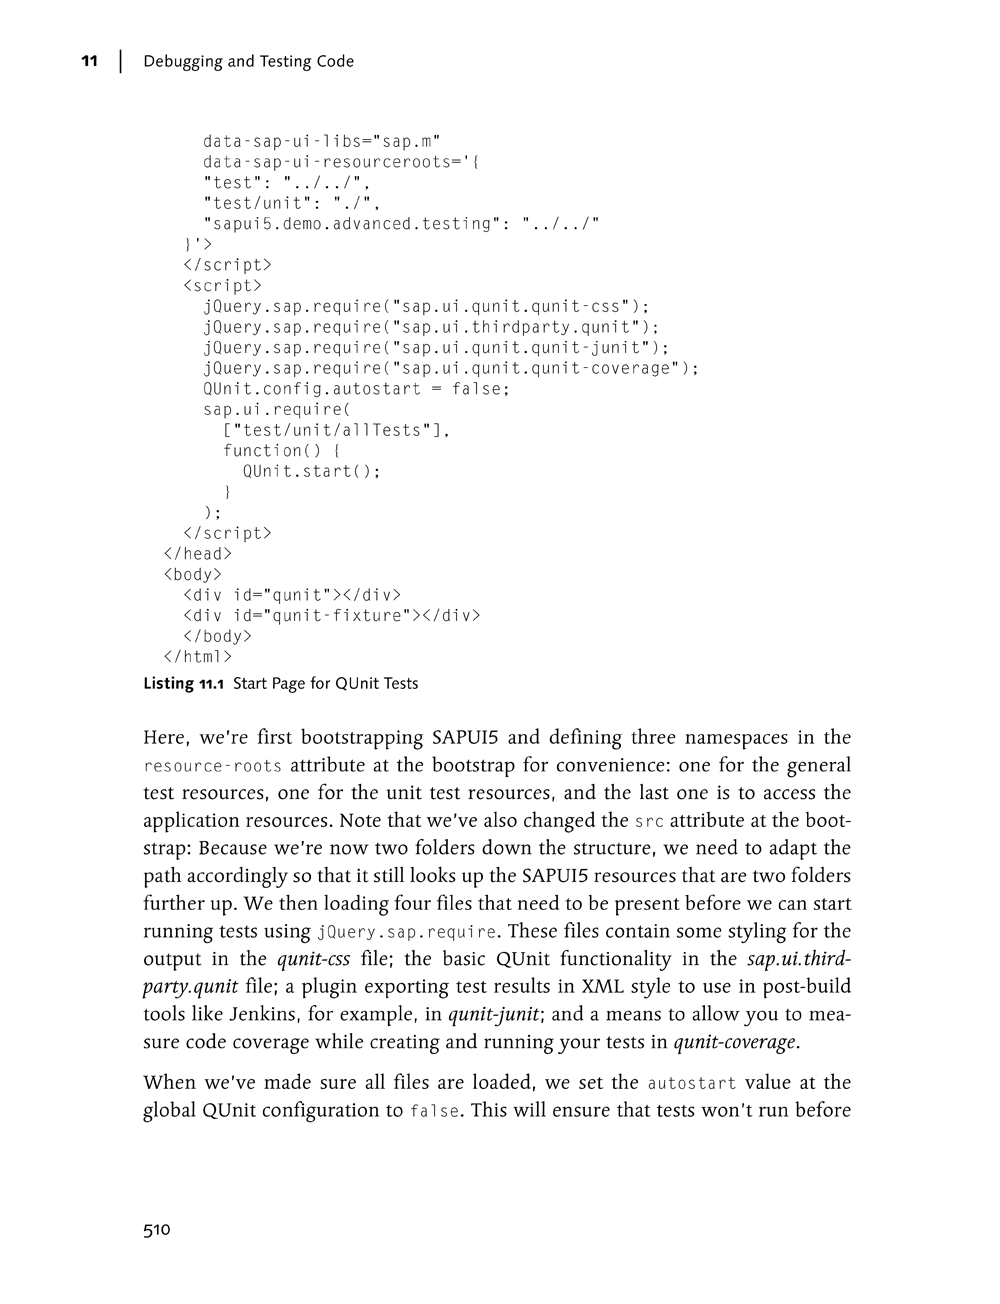 11 | Debugging and Testing Code
data-sap-ui-libs="sap.m"
data-sap-ui-resourceroots='{
"test": "../../",
"test/unit": "./",
"sapui5.demo.advanced.testing": "../../"
}'>
</script>
<script>
jQuery.sap.require("sap.ui.qunit.qunit-css");
jQuery.sap.require("sap.ui.thirdparty.qunit");
jQuery.sap.require("sap.ui.qunit.qunit-junit");
jQuery.sap.require("sap.ui.qunit.qunit-coverage");
QUnit.config.autostart = false;
sap.ui.require(
["test/unit/allTests"],
function() {
QUnit.start();
}
);
</script>
</head>
<body>
<div id="qunit"></div>
<div id="qunit-fixture"></div>
</body>
</html>
Listing 11.1 Start Page for QUnit Tests
Here, we're first bootstrapping SAPUI5 and defining three namespaces in the
resource-roots attribute at the bootstrap for convenience: one for the general
test resources, one for the unit test resources, and the last one is to access the
application resources. Note that we've also changed the src attribute at the boot-
strap: Because we're now two folders down the structure, we need to adapt the
path accordingly so that it still looks up the SAPUI5 resources that are two folders
further up. We then loading four files that need to be present before we can start
running tests using jQuery.sap.require. These files contain some styling for the
output in the qunit-css file; the basic QUnit functionality in the sap.ui.third-
party.qunit file; a plugin exporting test results in XML style to use in post-build
tools like Jenkins, for example, in qunit-junit; and a means to allow you to mea-
sure code coverage while creating and running your tests in qunit-coverage.
When we've made sure all files are loaded, we set the autostart value at the
global QUnit configuration to false. This will ensure that tests won't run before
510